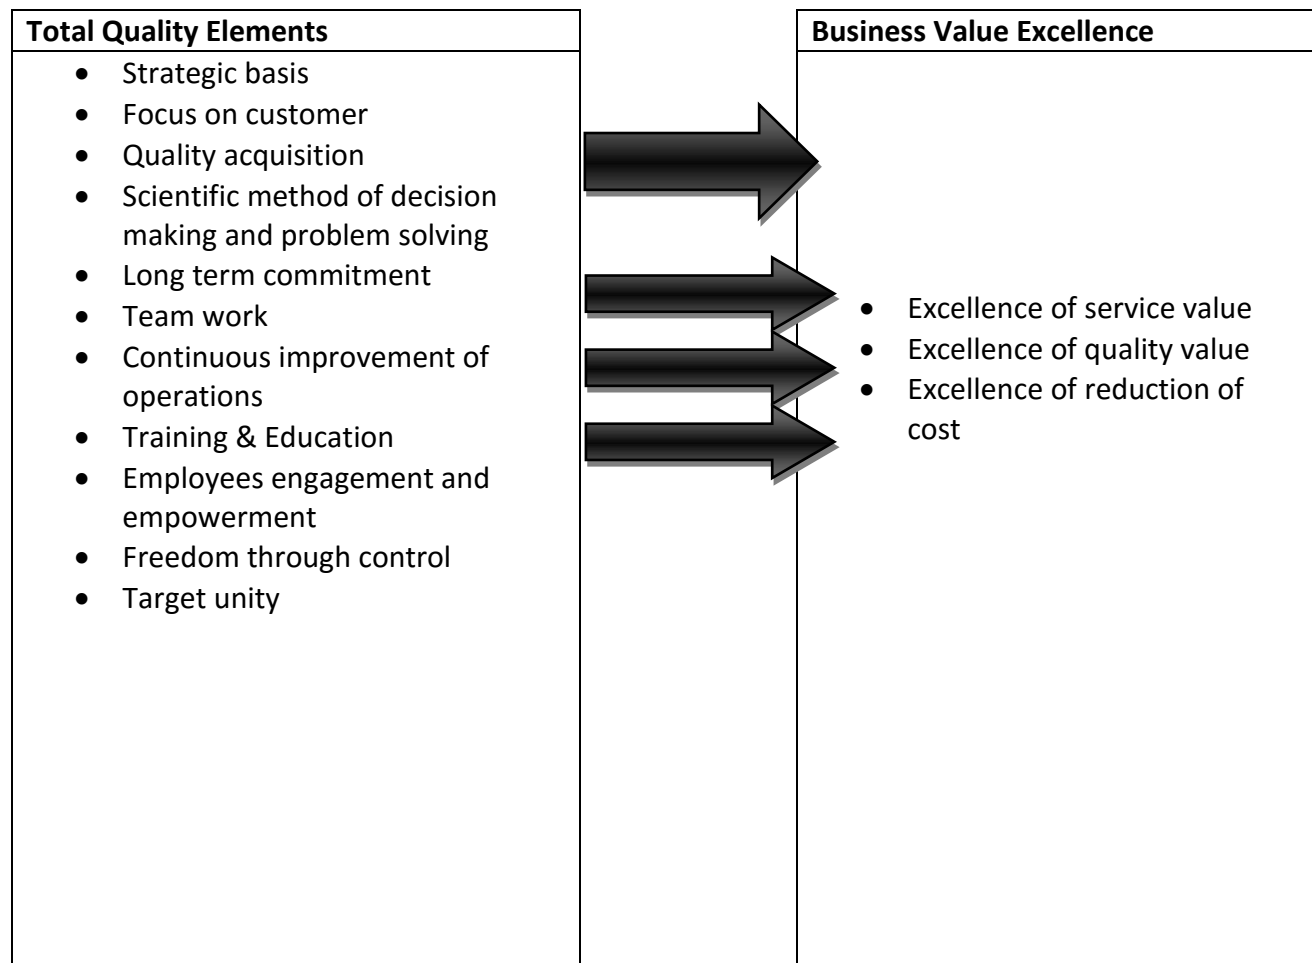 Total Quality Elements
• Strategic basis
• Focus on customer
• Quality acquisition
• Scientific method of decision
making and problem solving
• Long term commitment
• Team work
• Continuous improvement of
operations
• Training & Education
• Employees engagement and
empowerment
• Freedom through control
• Target unity
Business Value Excellence
• Excellence of service value
• Excellence of quality value
• Excellence of reduction of
cost